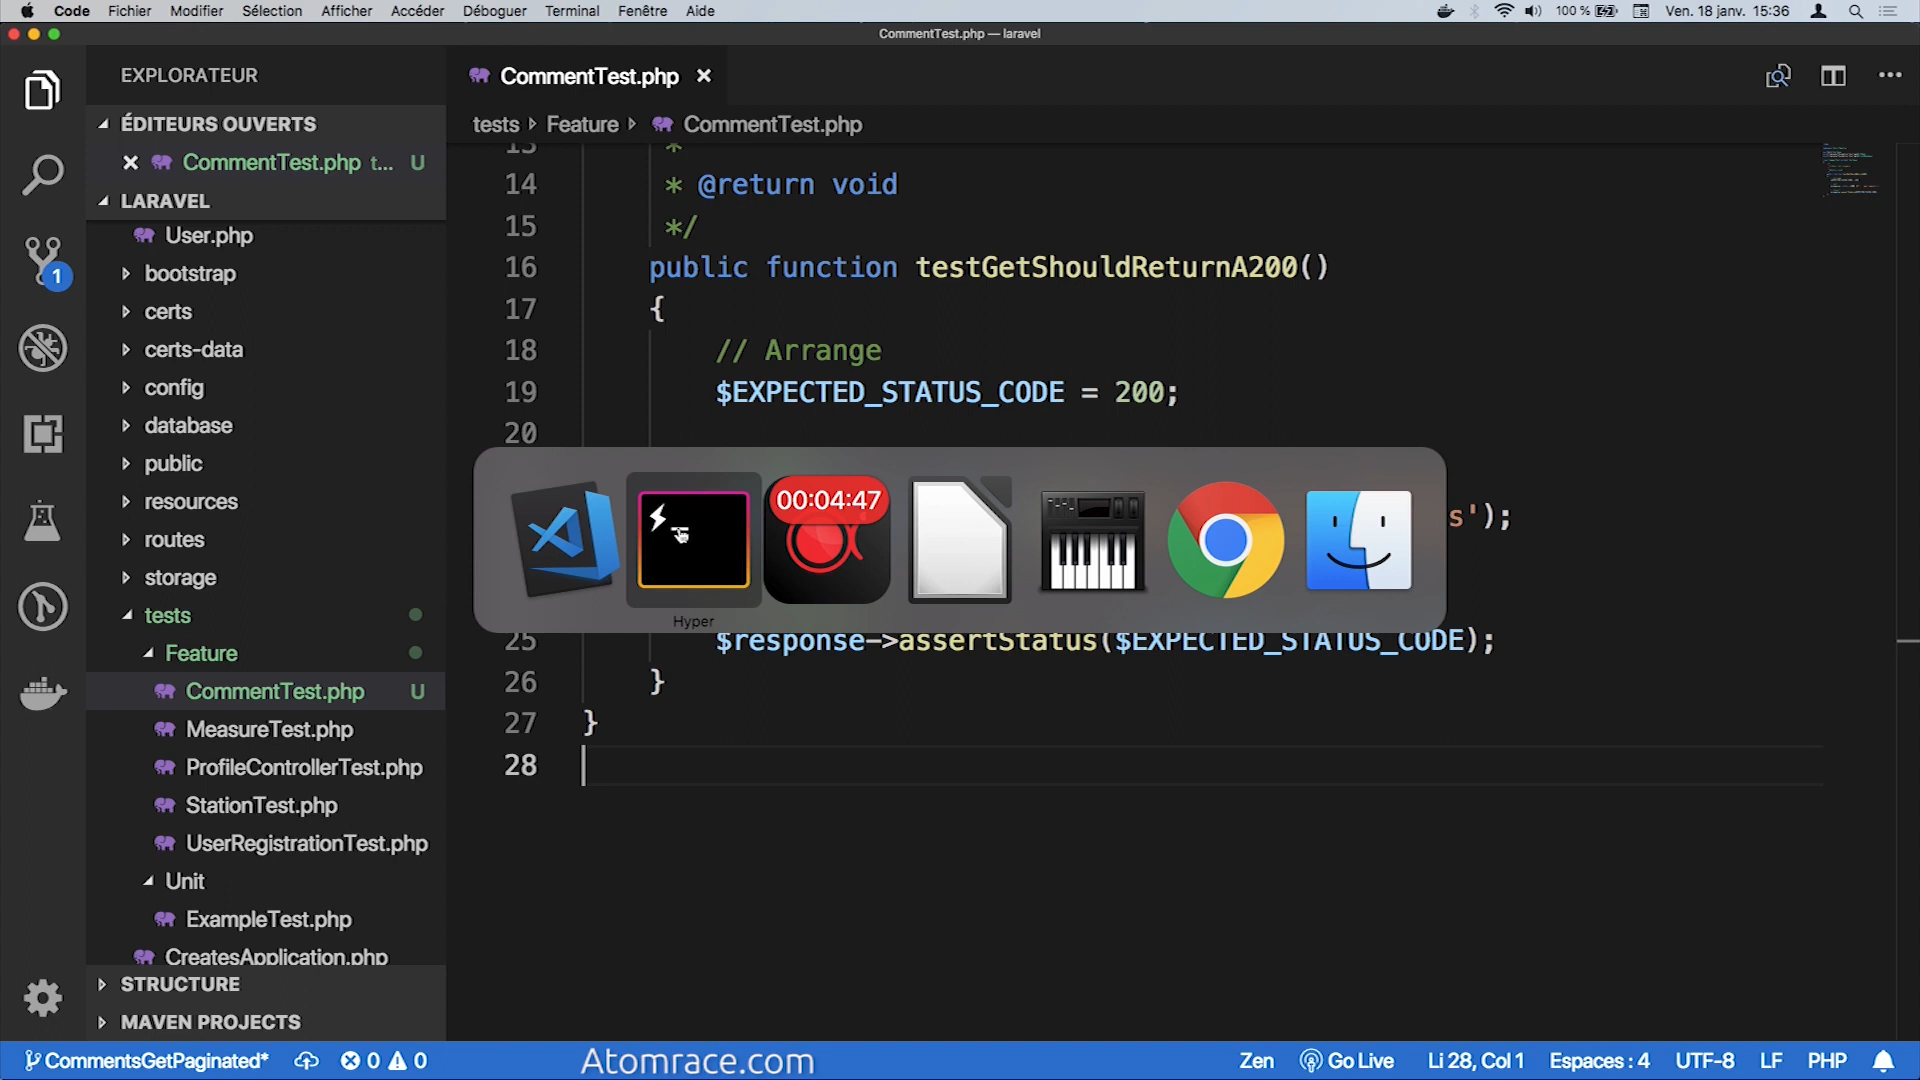 Code Fichier Modifier Sélection Afficher Accéder Déboguer Terminal Fenêtre Aide 100 % Ven. 18 janv. 15:36
CommentTest.php — laravel
EXPLORATEUR
ÉDITEURS OUVERTS
CommentTest.php t... U
LARAVEL
User.php
bootstrap
certs
certs-data
config
database
public
resources
routes
storage
tests
Feature
CommentTest.php U
MeasureTest.php
ProfileControllerTest.php
StationTest.php
UserRegistrationTest.php
Unit
ExampleTest.php
CreatesApplication.php
STRUCTURE
MAVEN PROJECTS
1
CommentTest.php
tests Feature CommentTest.php
13 *
14 * @return void
15 */
16 public function testGetShouldReturnA200()
17 {
18 // Arrange
19 $EXPECTED_STATUS_CODE = 200;
20
s');
00:04:47
Hyper
25 $response->assertStatus($EXPECTED_STATUS_CODE);
26 }
27 }
28
CommentsGetPaginated* 0 0 Atomrace.com Zen Go Live Li 28, Col 1 Espaces : 4 UTF-8 LF PHP